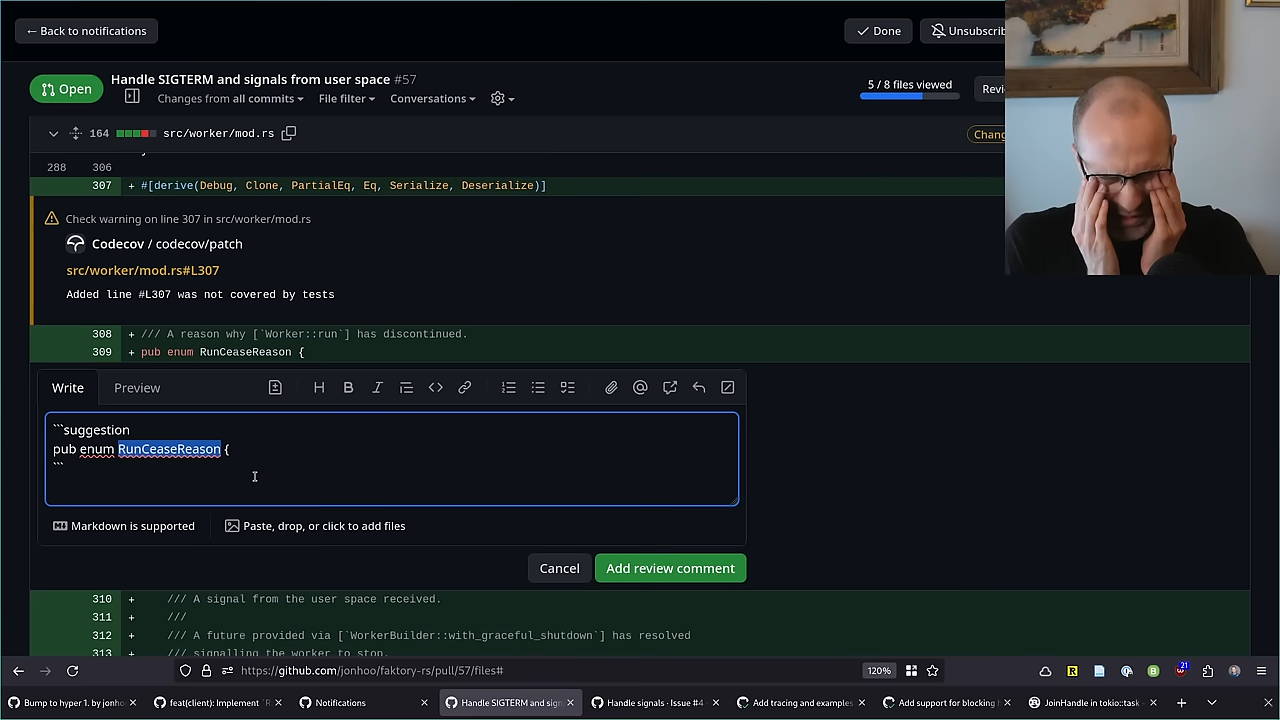 ← Back to notifications
Done
Unsubscrib
Open
Handle SIGTERM and signals from user space #57
Changes from all commits
File filter
Conversations
5 / 8 files viewed
Revi
164
src/worker/mod.rs
Chang
288 306
307 + #[derive(Debug, Clone, PartialEq, Eq, Serialize, Deserialize)]
Check warning on line 307 in src/worker/mod.rs
Codecov / codecov/patch
src/worker/mod.rs#L307
Added line #L307 was not covered by tests
308 + /// A reason why [`Worker::run`] has discontinued.
309 + pub enum RunCeaseReason {
Write
Preview
```suggestion
pub enum RunCeaseReason {
```
Markdown is supported
Paste, drop, or click to add files
Cancel
Add review comment
310 + /// A signal from the user space received.
311 + ///
312 + /// A future provided via [`WorkerBuilder::with_graceful_shutdown`] has resolved
313 + /// signalling the worker to stop.
https://github.com/jonhoo/faktory-rs/pull/57/files#
120%
21
Bump to hyper 1. by jonho
feat(client): Implement `R
Notifications
Handle SIGTERM and sign
Handle signals · Issue #4
Add tracing and examples
Add support for blocking
JoinHandle in tokio::task -